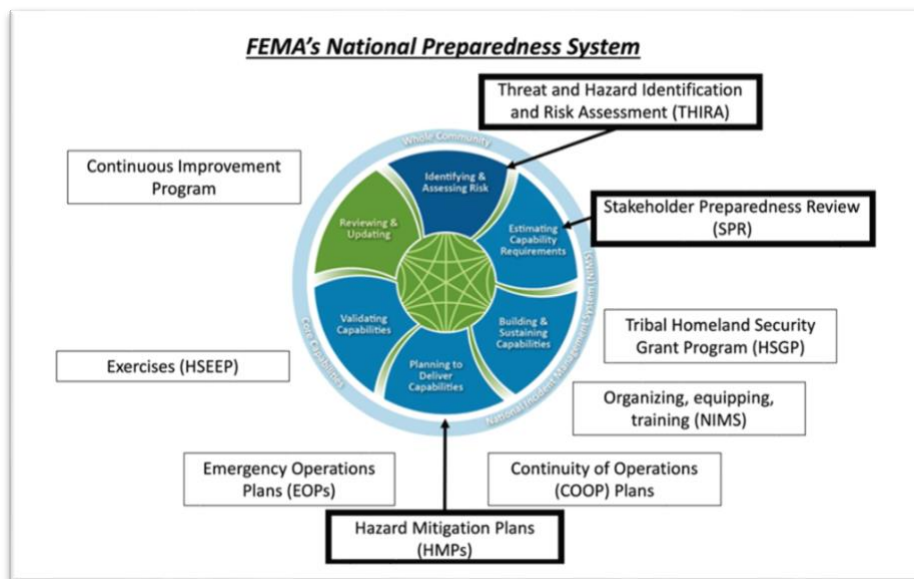 FEMA's National Preparedness System
Threat and Hazard Identification
and Risk Assessment (THIRA)
Continuous Improvement
Program
Whole Community
Identifying &
Assessing Risk
Reviewing &
Updating
Estimating
Capability
Requirements
Stakeholder Preparedness Review
(SPR)
Validating
Capabilities
Building &
Sustaining
Capabilities
Planning to
Deliver
Capabilities
Core Capabilities
National Incident Management System (NIMS)
Tribal Homeland Security
Grant Program (HSGP)
Exercises (HSEEP)
Organizing, equipping,
training (NIMS)
Emergency Operations
Plans (EOPs)
Continuity of Operations
(COOP) Plans
Hazard Mitigation Plans
(HMPs)